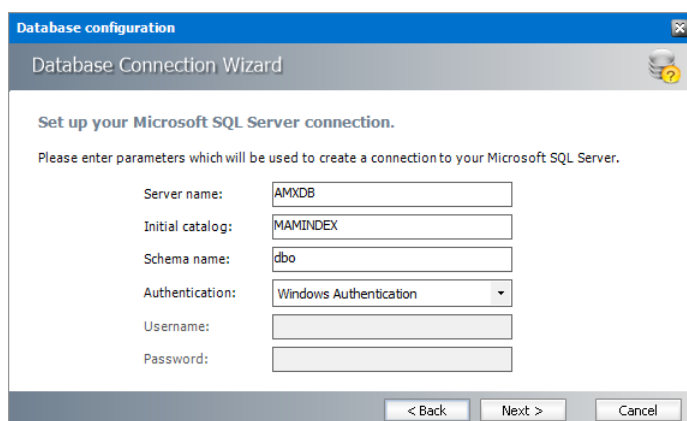 Database configuration
Database Connection Wizard
Set up your Microsoft SQL Server connection.
Please enter parameters which will be used to create a connection to your Microsoft SQL Server.
Server name: AMXDB
Initial catalog: MAMINDEX
Schema name: dbo
Authentication: Windows Authentication
Username:
Password:
< Back Next > Cancel